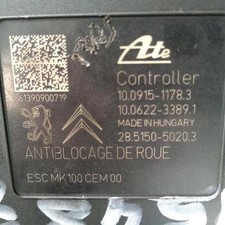 Ate
61390900719
Controller
10.0915-1178.3
10.0622-3389.1
MADE IN HUNGARY
28.5150-5020.3
ANTIBLOCAGE DE ROUE
ESC MK100 CEM 00